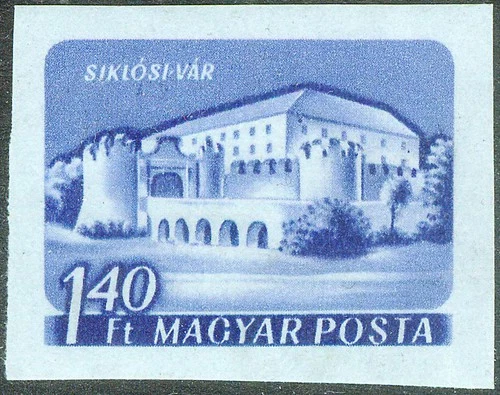 SIKLÓSI-VÁR
1.40
Ft MAGYAR POSTA